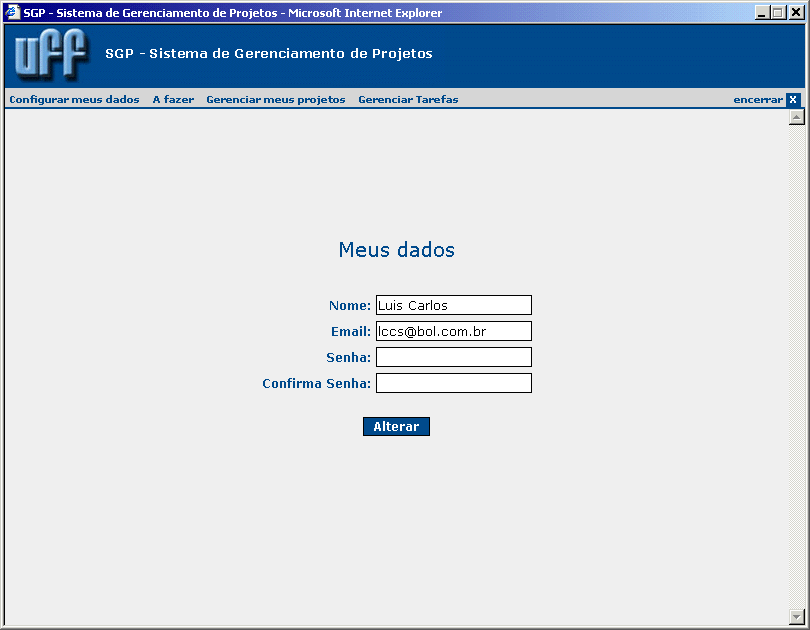 SGP - Sistema de Gerenciamento de Projetos - Microsoft Internet Explorer
uff SGP - Sistema de Gerenciamento de Projetos
Configurar meus dados A fazer Gerenciar meus projetos Gerenciar Tarefas encerrar X
Meus dados
Nome: Luis Carlos
Email: lccs@bol.com.br
Senha:
Confirma Senha:
Alterar